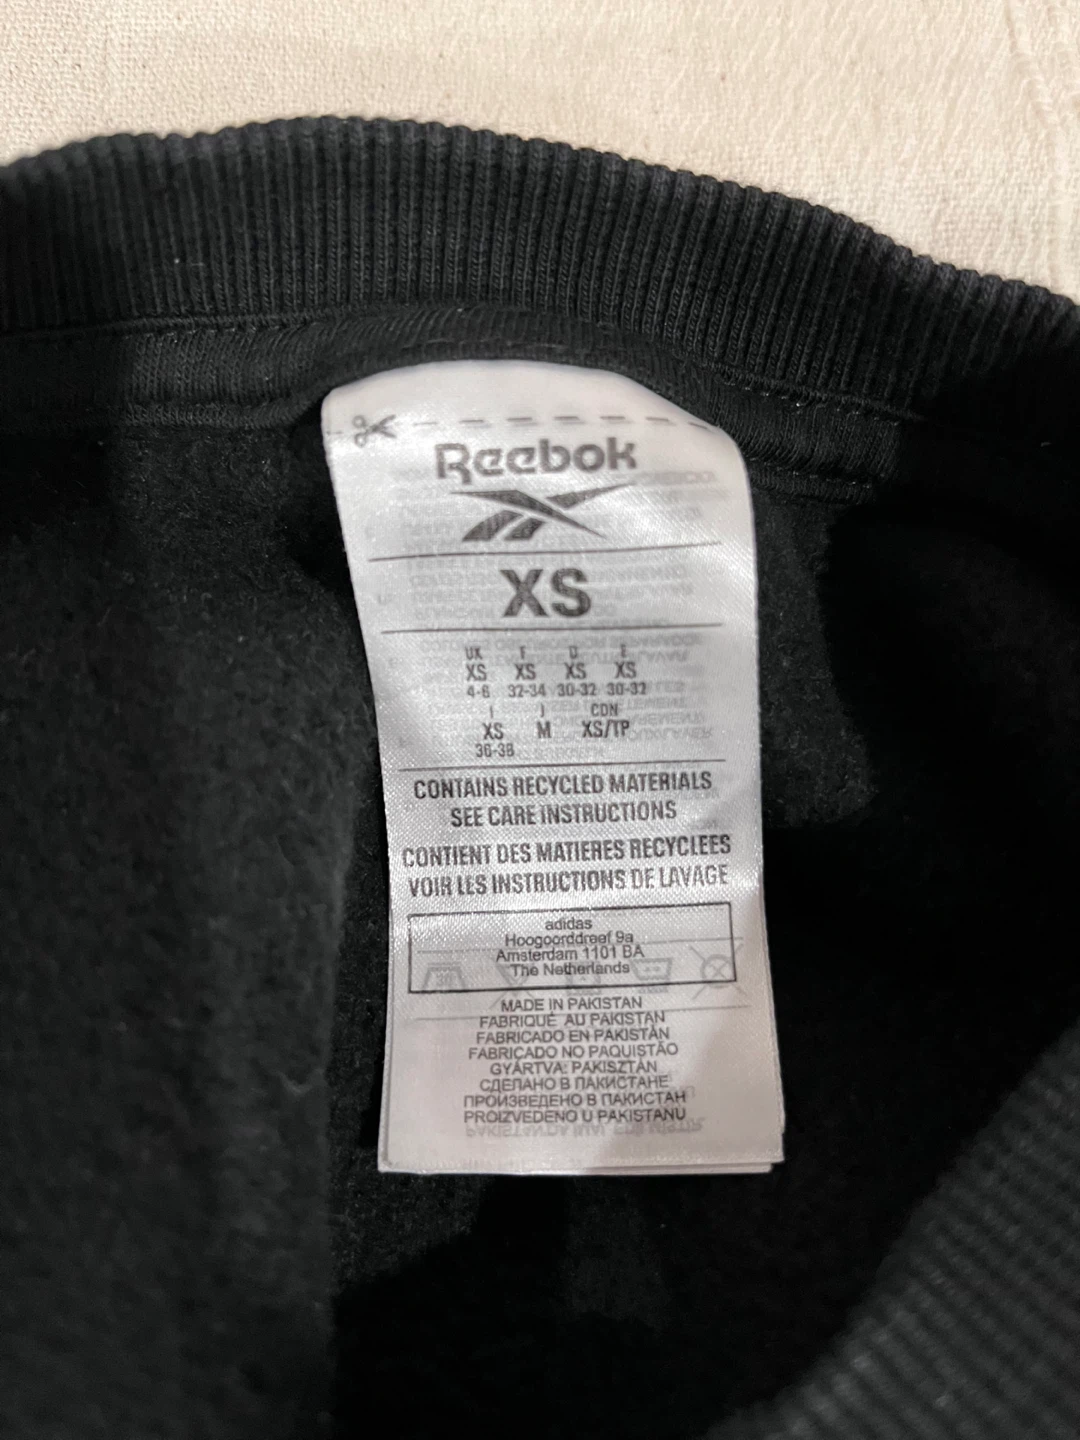 Reebok
XS
UK F D E
XS XS XS XS
4-6 32-34 30-32 30-32
I J CDN
XS M XS/TP
36-38
CONTAINS RECYCLED MATERIALS
SEE CARE INSTRUCTIONS
CONTIENT DES MATIERES RECYCLEES
VOIR LES INSTRUCTIONS DE LAVAGE
adidas
Hoogoorddreef 9a
Amsterdam 1101 BA
The Netherlands
MADE IN PAKISTAN
FABRIQUÉ AU PAKISTAN
FABRICADO EN PAKISTÁN
FABRICADO NO PAQUISTÃO
GYÁRTVA: PAKISZTÁN
СДЕЛАНО В ПАКИСТАНЕ
ПРОИЗВЕДЕНО В ПАКИСТАН
PROIZVEDENO U PAKISTANU